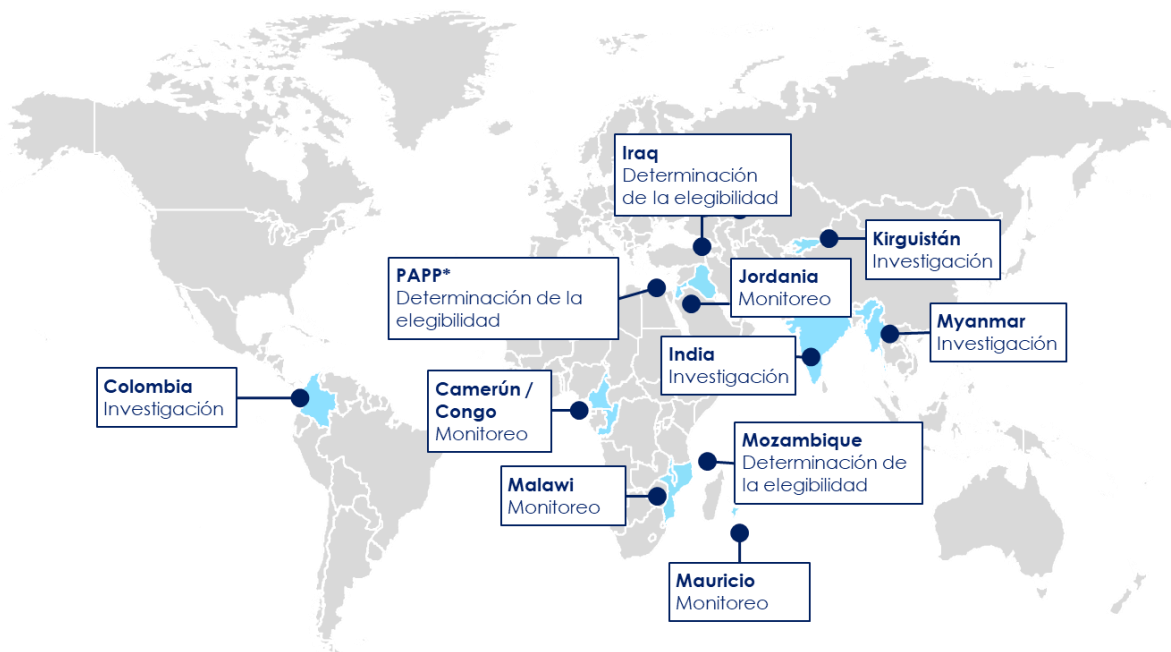 Iraq
Determinación
de la elegibilidad
Kirguistán
Investigación
PAPP*
Determinación de la
elegibilidad
Jordania
Monitoreo
Myanmar
Investigación
India
Investigación
Colombia
Investigación
Camerún /
Congo
Monitoreo
Mozambique
Determinación de
la elegibilidad
Malawi
Monitoreo
Mauricio
Monitoreo